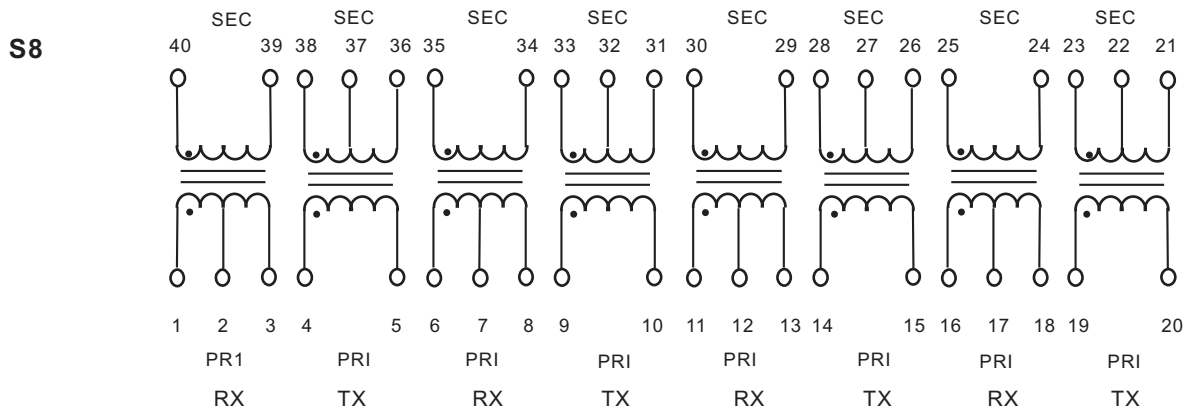 SEC SEC SEC SEC SEC SEC SEC SEC
S8 40 39 38 37 36 35 34 33 32 31 30 29 28 27 26 25 24 23 22 21
1 2 3 4 5 6 7 8 9 10 11 12 13 14 15 16 17 18 19 20
PR1 PRI PRI PRI PRI PRI PRI PRI
RX TX RX TX RX TX RX TX